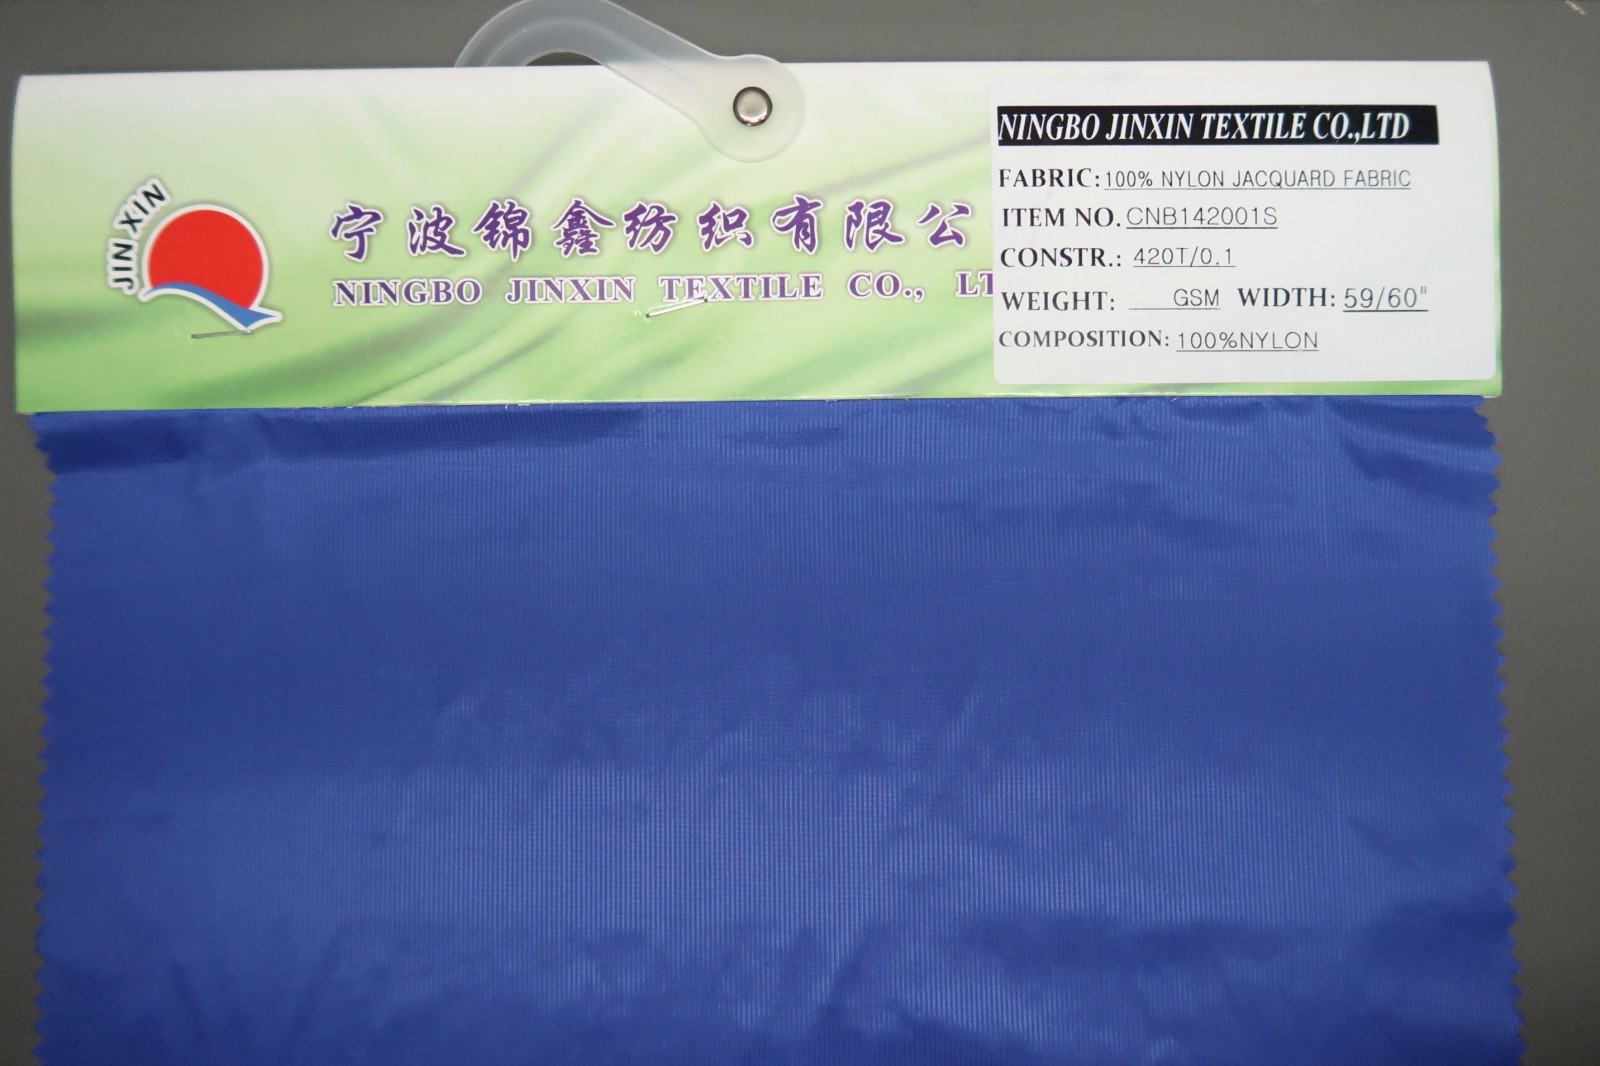 JIN XIN
宁波锦鑫纺织有限公
NINGBO JINXIN TEXTILE CO., LT
NINGBO JINXIN TEXTILE CO.,LTD
FABRIC: 100% NYLON JACQUARD FABRIC
ITEM NO. CNB142001S
CONSTR.: 420T/0.1
WEIGHT: ___ GSM WIDTH: 59/60"
COMPOSITION: 100%NYLON